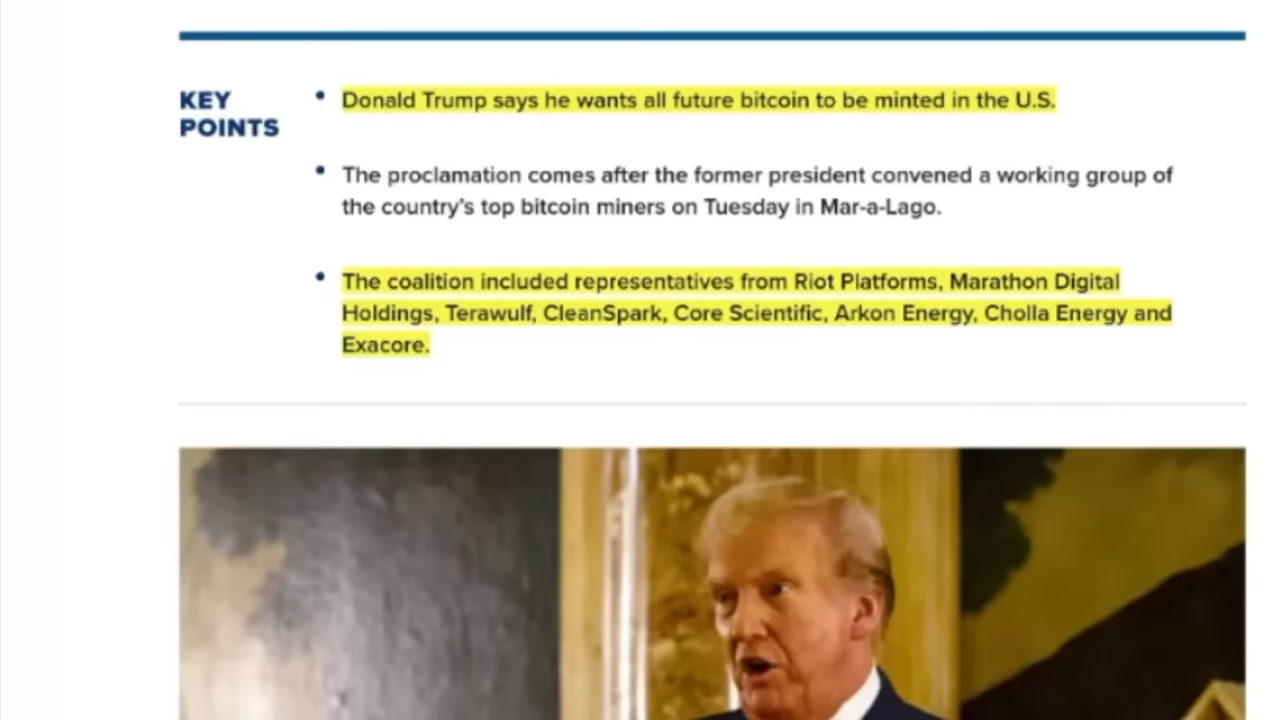 KEY
POINTS
• Donald Trump says he wants all future bitcoin to be minted in the U.S.
• The proclamation comes after the former president convened a working group of
the country's top bitcoin miners on Tuesday in Mar-a-Lago.
• The coalition included representatives from Riot Platforms, Marathon Digital
Holdings, Terawulf, CleanSpark, Core Scientific, Arkon Energy, Cholla Energy and
Exacore.